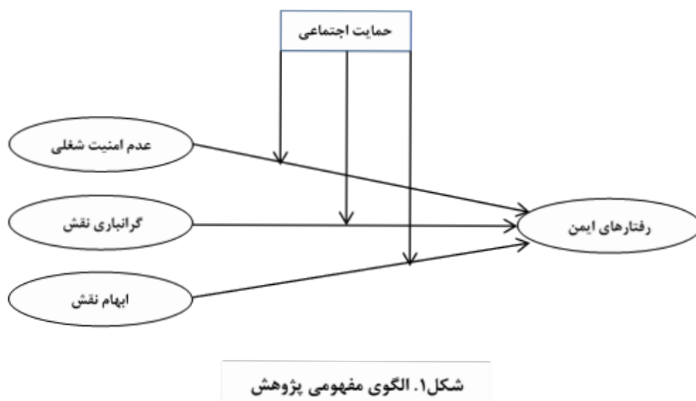 حمایت اجتماعی
عدم امنیت شغلی
گرانباری نقش
رفتارهای ایمن
ابهام نقش
شکل۱. الگوی مفهومی پژوهش